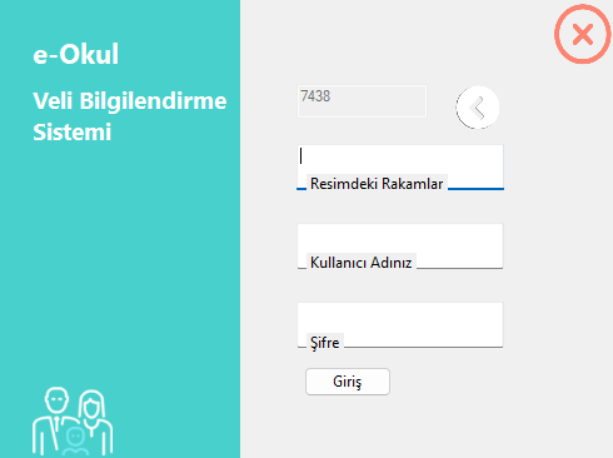 e-Okul
Veli Bilgilendirme
Sistemi
7438
Resimdeki Rakamlar
Kullanıcı Adınız
Şifre
Giriş